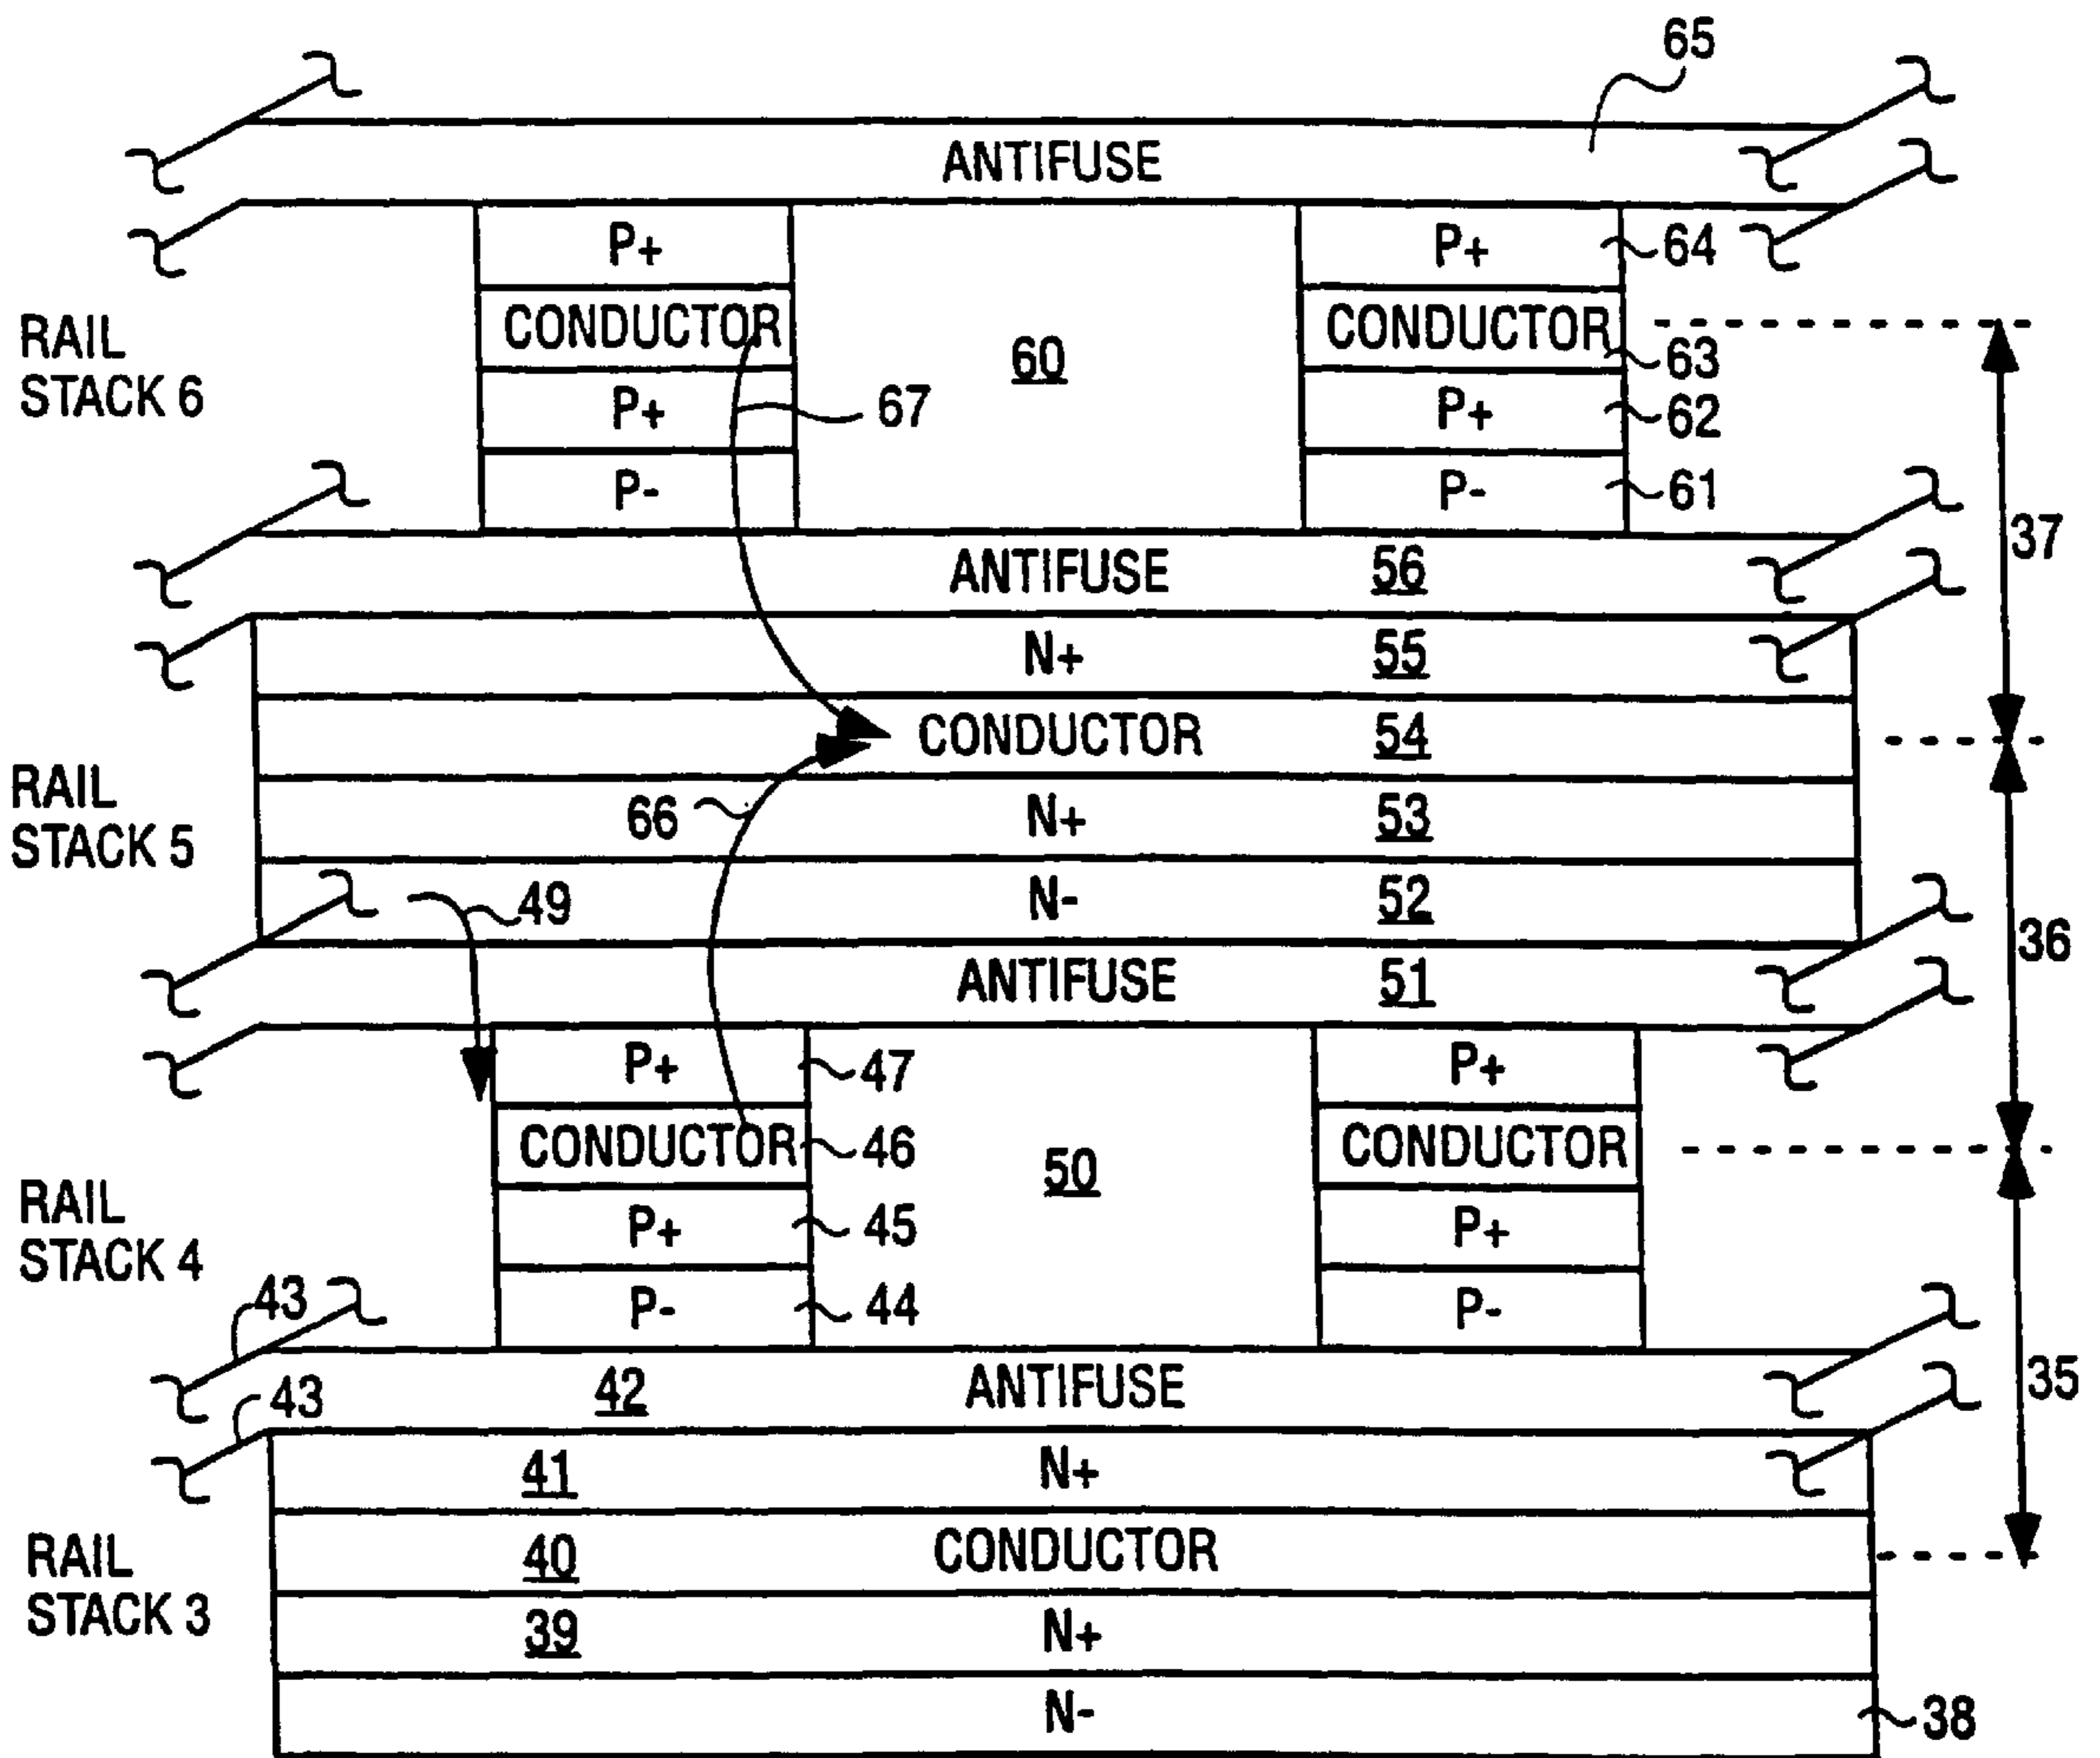 65
ANTIFUSE
P+ P+ 64
RAIL STACK 6
CONDUCTOR 60 CONDUCTOR 63
P+ 67 P+ 62
P- P- 61
37
ANTIFUSE 56
N+ 55
CONDUCTOR 54
RAIL STACK 5
66 N+ 53
49 N- 52
36
ANTIFUSE 51
P+ 47 P+
CONDUCTOR 46 50 CONDUCTOR
RAIL STACK 4
P+ 45 P+
P- 44 P-
43
42 ANTIFUSE
35
43
41 N+
40 CONDUCTOR
RAIL STACK 3
39 N+
N- 38